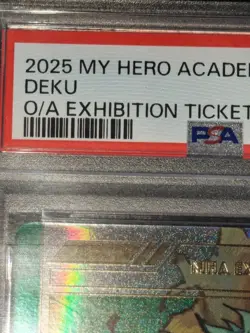 2025 MY HERO ACADE
DEKU
O/A EXHIBITION TICKET
PSA